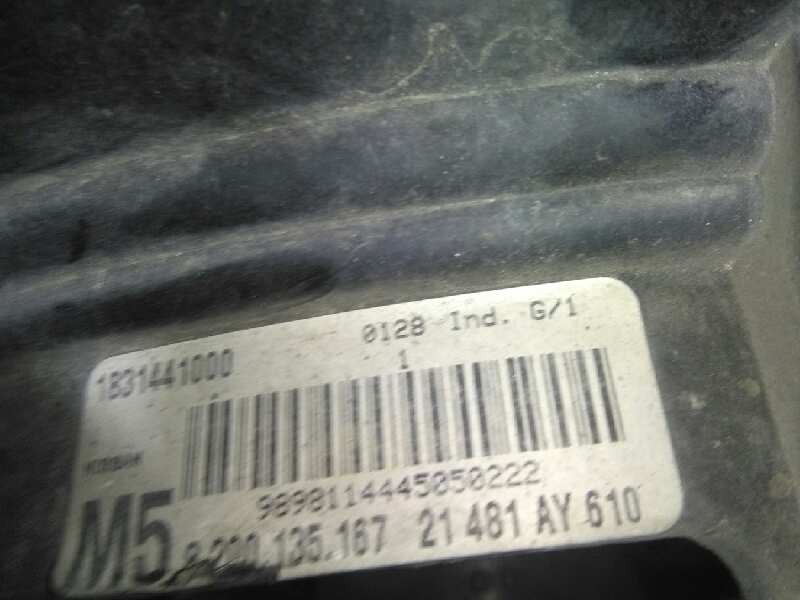 0128 Ind. G/1
1831441000
1
9898114445050222
M5
8.200.135.167 21 481 AY 610